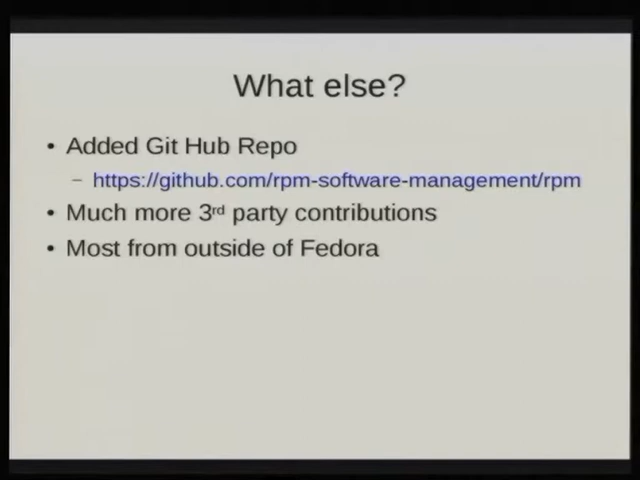 What else?
• Added Git Hub Repo
– https://github.com/rpm-software-management/rpm
• Much more 3rd party contributions
• Most from outside of Fedora